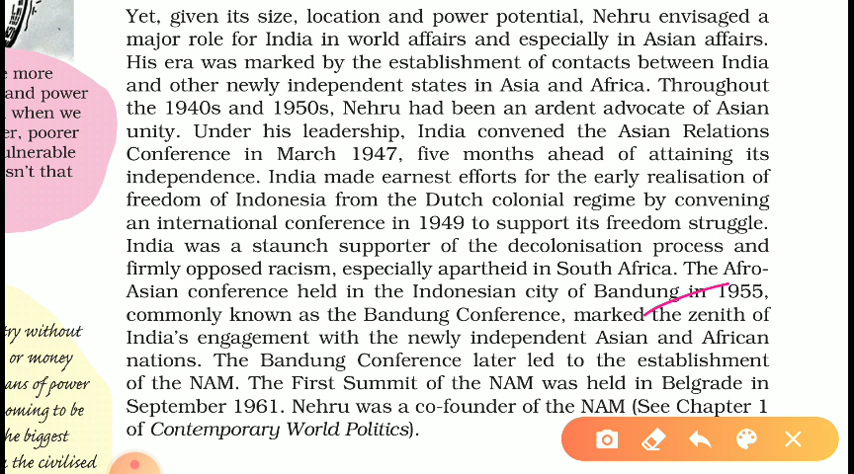 Yet, given its size, location and power potential, Nehru envisaged a
major role for India in world affairs and especially in Asian affairs.
His era was marked by the establishment of contacts between India
and other newly independent states in Asia and Africa. Throughout
the 1940s and 1950s, Nehru had been an ardent advocate of Asian
unity. Under his leadership, India convened the Asian Relations
Conference in March 1947, five months ahead of attaining its
independence. India made earnest efforts for the early realisation of
freedom of Indonesia from the Dutch colonial regime by convening
an international conference in 1949 to support its freedom struggle.
India was a staunch supporter of the decolonisation process and
firmly opposed racism, especially apartheid in South Africa. The Afro-
Asian conference held in the Indonesian city of Bandung in 1955,
commonly known as the Bandung Conference, marked the zenith of
India's engagement with the newly independent Asian and African
nations. The Bandung Conference later led to the establishment
of the NAM. The First Summit of the NAM was held in Belgrade in
September 1961. Nehru was a co-founder of the NAM (See Chapter 1
of Contemporary World Politics).
more
and power
when we
poorer
sn't that
without
or money
of power
to be
biggest
the civilised